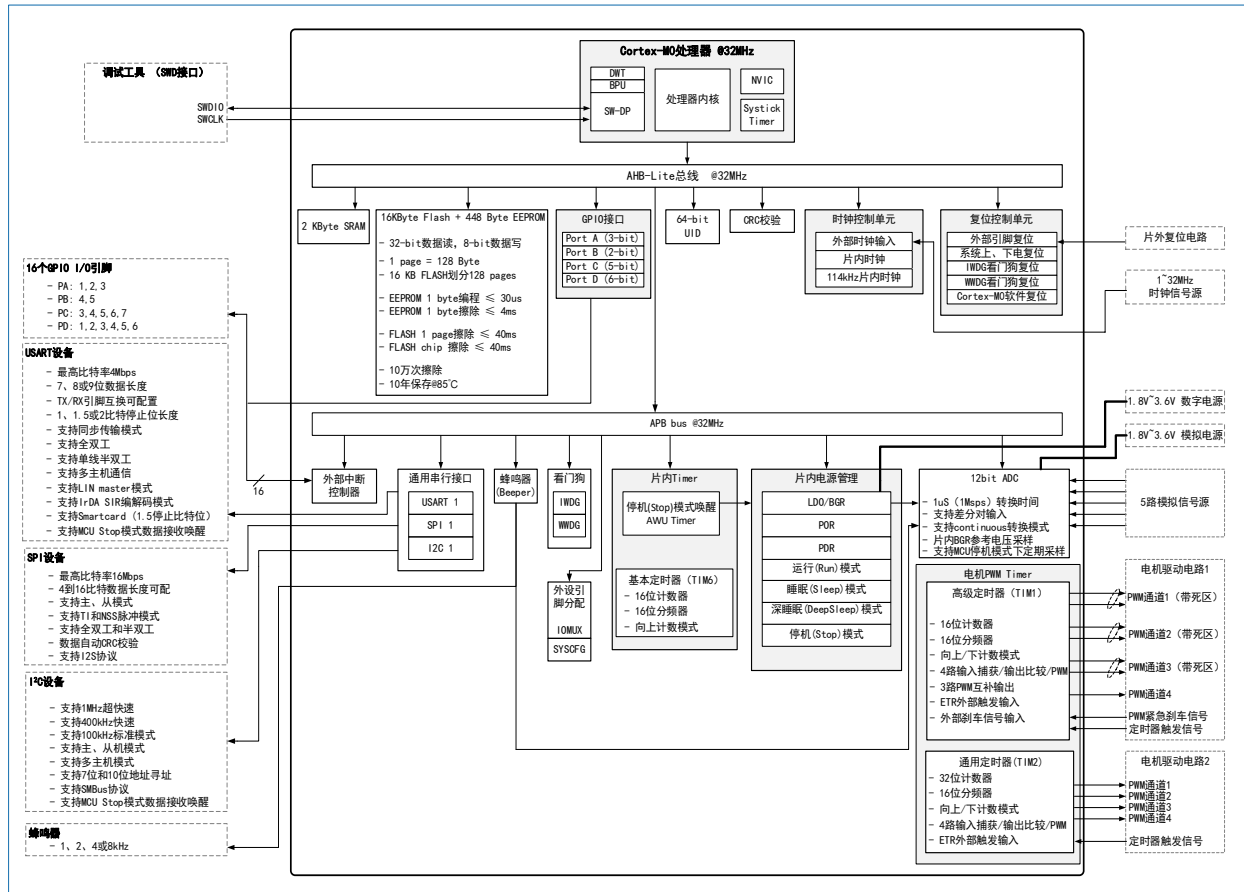 Cortex-M0处理器 @32MHz
DWT
BPU
SW-DP
处理器内核
NVIC
Systick
Timer
调试工具 （SWD接口）
SWDIO
SWCLK
AHB-Lite总线 @32MHz
2 KByte SRAM
16KByte Flash + 448 Byte EEPROM
- 32-bit数据读, 8-bit数据写
- 1 page = 128 Byte
- 16 KB FLASH划分128 pages
- EEPROM 1 byte编程 ≤ 30us
- EEPROM 1 byte擦除 ≤ 4ms
- FLASH 1 page擦除 ≤ 40ms
- FLASH chip 擦除 ≤ 40ms
- 10万次擦除
- 10年保存@85℃
GPIO接口
Port A (3-bit)
Port B (2-bit)
Port C (5-bit)
Port D (6-bit)
64-bit
UID
CRC校验
时钟控制单元
外部时钟输入
片内时钟
114kHz片内时钟
复位控制单元
外部引脚复位
系统上、下电复位
IWDG看门狗复位
WWDG看门狗复位
Cortex-M0软件复位
片外复位电路
1~32MHz
时钟信号源
16个GPIO I/O引脚
- PA: 1,2,3
- PB: 4,5
- PC: 3,4,5,6,7
- PD: 1,2,3,4,5,6
USART设备
- 最高比特率4Mbps
- 7、8或9位数据长度
- TX/RX引脚互换可配置
- 1、1.5或2比特停止位长度
- 支持同步传输模式
- 支持全双工
- 支持单线半双工
- 支持多主机通信
- 支持LIN master模式
- 支持IrDA SIR编解码模式
- 支持Smartcard (1.5停止比特位)
- 支持MCU Stop模式数据接收唤醒
SPI设备
- 最高比特率16Mbps
- 4到16比特数据长度可配
- 支持主、从模式
- 支持TI和NSS脉冲模式
- 支持全双工和半双工
- 数据自动CRC校验
- 支持I2S协议
I²C设备
- 支持1MHz超快速
- 支持400kHz快速
- 支持100kHz标准模式
- 支持主、从机模式
- 支持多主机模式
- 支持7位和10位地址寻址
- 支持SMBus协议
- 支持MCU Stop模式数据接收唤醒
蜂鸣器
- 1、2、4或8kHz
APB bus @32MHz
16
外部中断
控制器
通用串行接口
USART 1
SPI 1
I2C 1
蜂鸣器
(Beeper)
看门狗
IWDG
WWDG
外设引
脚分配
IOMUX
SYSCFG
片内Timer
停机(Stop)模式唤醒
AWU Timer
基本定时器 (TIM6)
- 16位计数器
- 16位分频器
- 向上计数模式
片内电源管理
LDO/BGR
POR
PDR
运行(Run)模式
睡眠(Sleep)模式
深睡眠(DeepSleep)模式
停机(Stop)模式
12bit ADC
- 1uS (1Msps) 转换时间
- 支持差分对输入
- 支持continuous转换模式
- 片内BGR参考电压采样
- 支持MCU停机模式下定期采样
1.8V~3.6V 数字电源
1.8V~3.6V 模拟电源
5路模拟信号源
电机PWM Timer
高级定时器 (TIM1)
- 16位计数器
- 16位分频器
- 向上/下计数模式
- 4路输入捕获/输出比较/PWM
- 3路PWM互补输出
- ETR外部触发输入
- 外部刹车信号输入
通用定时器(TIM2)
- 32位计数器
- 16位分频器
- 向上/下计数模式
- 4路输入捕获/输出比较/PWM
- ETR外部触发输入
电机驱动电路1
PWM通道1 (带死区)
PWM通道2 (带死区)
PWM通道3 (带死区)
PWM通道4
PWM紧急刹车信号
定时器触发信号
电机驱动电路2
PWM通道1
PWM通道2
PWM通道3
PWM通道4
定时器触发信号